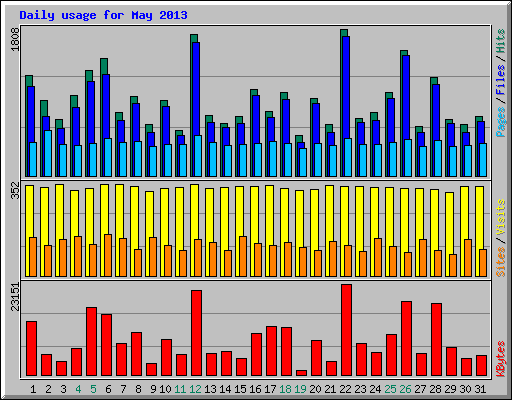 Daily usage for May 2013
1808
Pages / Files / Hits
352
Sites / Visits
23151
KBytes
1 2 3 4 5 6 7 8 9 10 11 12 13 14 15 16 17 18 19 20 21 22 23 24 25 26 27 28 29 30 31